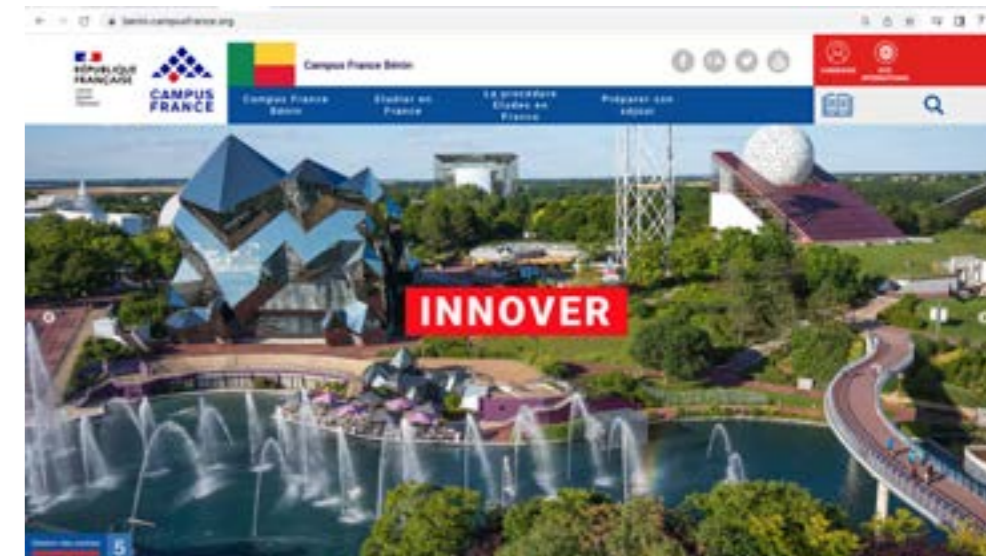 benin.campusfrance.org
RÉPUBLIQUE
FRANÇAISE
CAMPUS
FRANCE
Campus France Bénin
Campus France
Bénin
Étudier en
France
La procédure
Etudes en
France
Préparer son
séjour
INNOVER
5